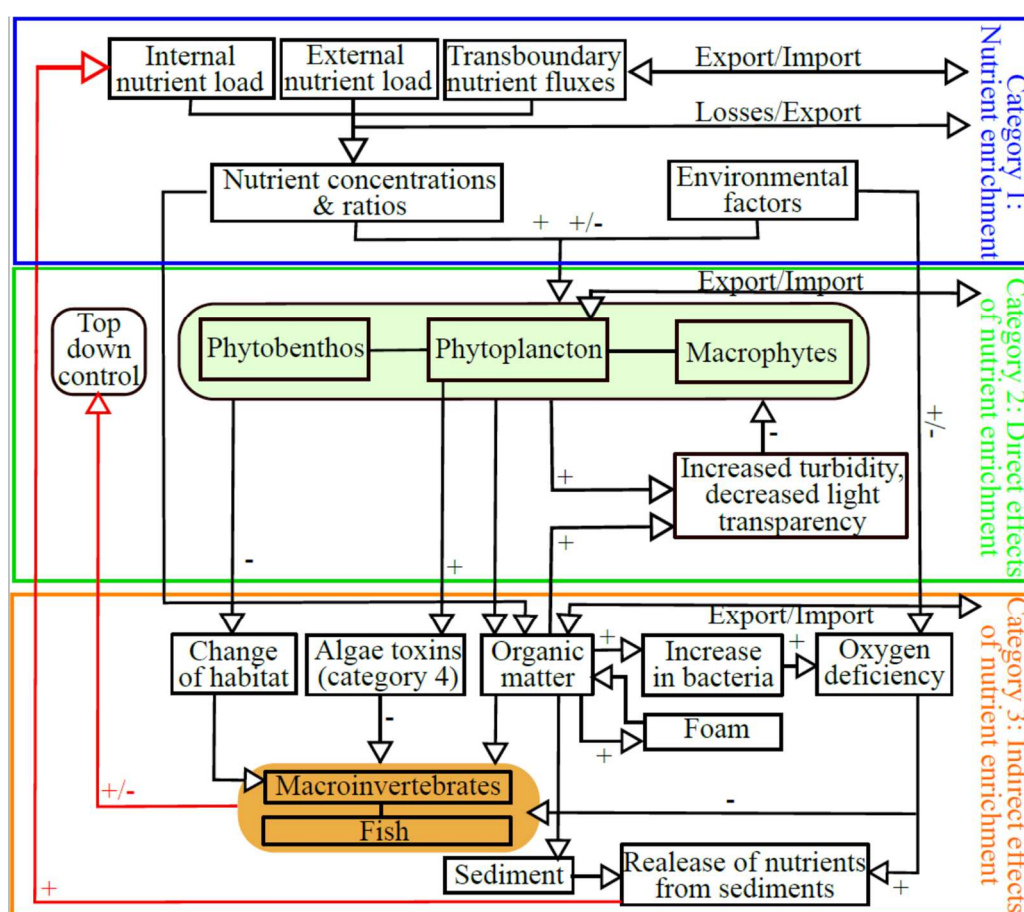 Internal
nutrient load
External
nutrient load
Transboundary
nutrient fluxes
Export/Import
Losses/Export
Category 1:
Nutrient enrichment
Nutrient concentrations
& ratios
Environmental
factors
+ +/-
Export/Import
Category 2: Direct effects
of nutrient enrichment
Top
down
control
Phytobenthos
Phytoplancton
Macrophytes
+/-
-
+
Increased turbidity,
decreased light
transparency
+
-
+
Export/Import
Category 3: Indirect effects
of nutrient enrichment
Change
of habitat
Algae toxins
(category 4)
Organic
matter
+
Increase
in bacteria
+
Oxygen
deficiency
-
Foam
+
Macroinvertebrates
Fish
+/-
-
Sediment
Realease of nutrients
from sediments
+
+